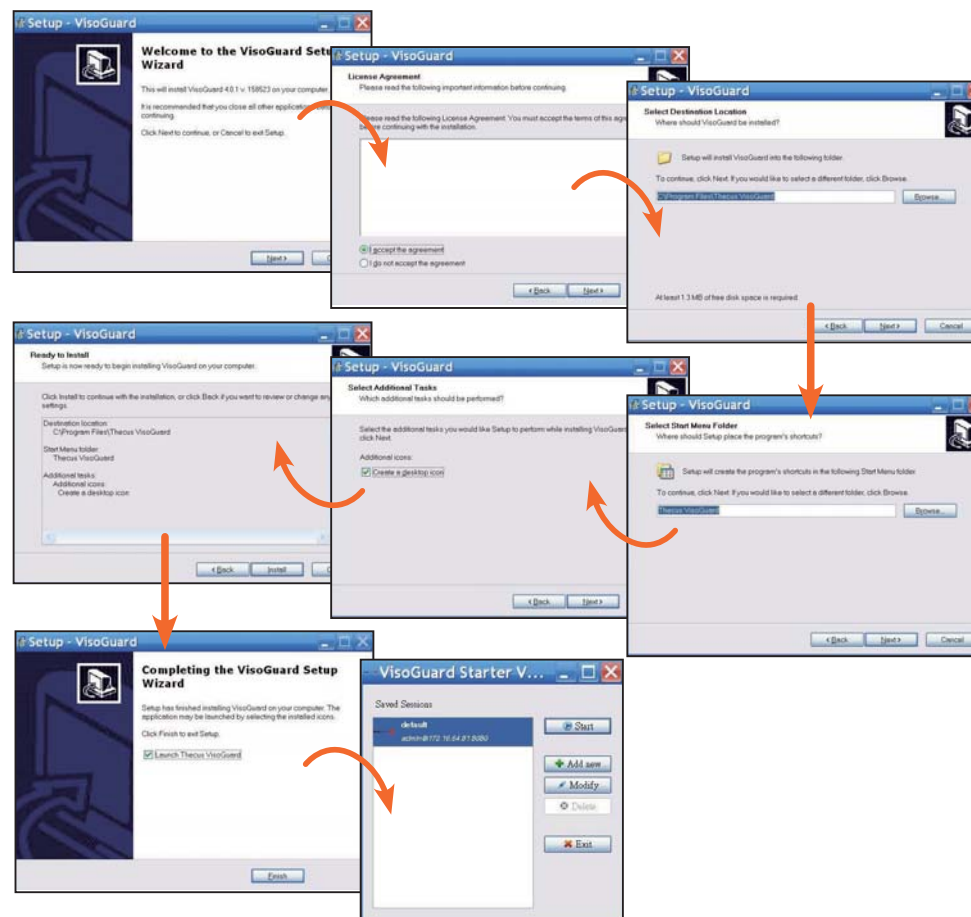 Setup - VisoGuard
Welcome to the VisoGuard Setu
Wizard
This will install VisoGuard 4.0.1 v. 158523 on your computer.
It is recommended that you close all other applications
continuing.
Click Next to continue, or Cancel to exit Setup.
Next >
Setup - VisoGuard
License Agreement
Please read the following important information before continuing.
Please read the following License Agreement. You must accept the terms of this agre
before continuing with the installation.
I accept the agreement
I do not accept the agreement
< Back
Next >
Setup - VisoGuard
Select Destination Location
Where should VisoGuard be installed?
Setup will install VisoGuard into the following folder.
To continue, click Next. If you would like to select a different folder, click Browse.
C:\Program Files\Thecus VisoGuard
Browse...
At least 1.3 MB of free disk space is required.
< Back
Next >
Cancel
Setup - VisoGuard
Select Start Menu Folder
Where should Setup place the program's shortcuts?
Setup will create the program's shortcuts in the following Start Menu folder.
To continue, click Next. If you would like to select a different folder, click Browse.
Thecus VisoGuard
Browse...
< Back
Next >
Cancel
Setup - VisoGuard
Select Additional Tasks
Which additional tasks should be performed?
Select the additional tasks you would like Setup to perform while installing VisoGuard
click Next.
Additional icons:
Create a desktop icon
< Back
Next >
Setup - VisoGuard
Ready to Install
Setup is now ready to begin installing VisoGuard on your computer.
Click Install to continue with the installation, or click Back if you want to review or change any
settings.
Destination location:
C:\Program Files\Thecus VisoGuard
Start Menu folder:
Thecus VisoGuard
Additional tasks:
Additional icons:
Create a desktop icon
< Back
Install
Setup - VisoGuard
Completing the VisoGuard Setup
Wizard
Setup has finished installing VisoGuard on your computer. The
application may be launched by selecting the installed icons.
Click Finish to exit Setup.
Launch Thecus VisoGuard
Finish
VisoGuard Starter V...
Saved Sessions
default
admin@172.16.64.81:8080
Start
Add new
Modify
Delete
Exit